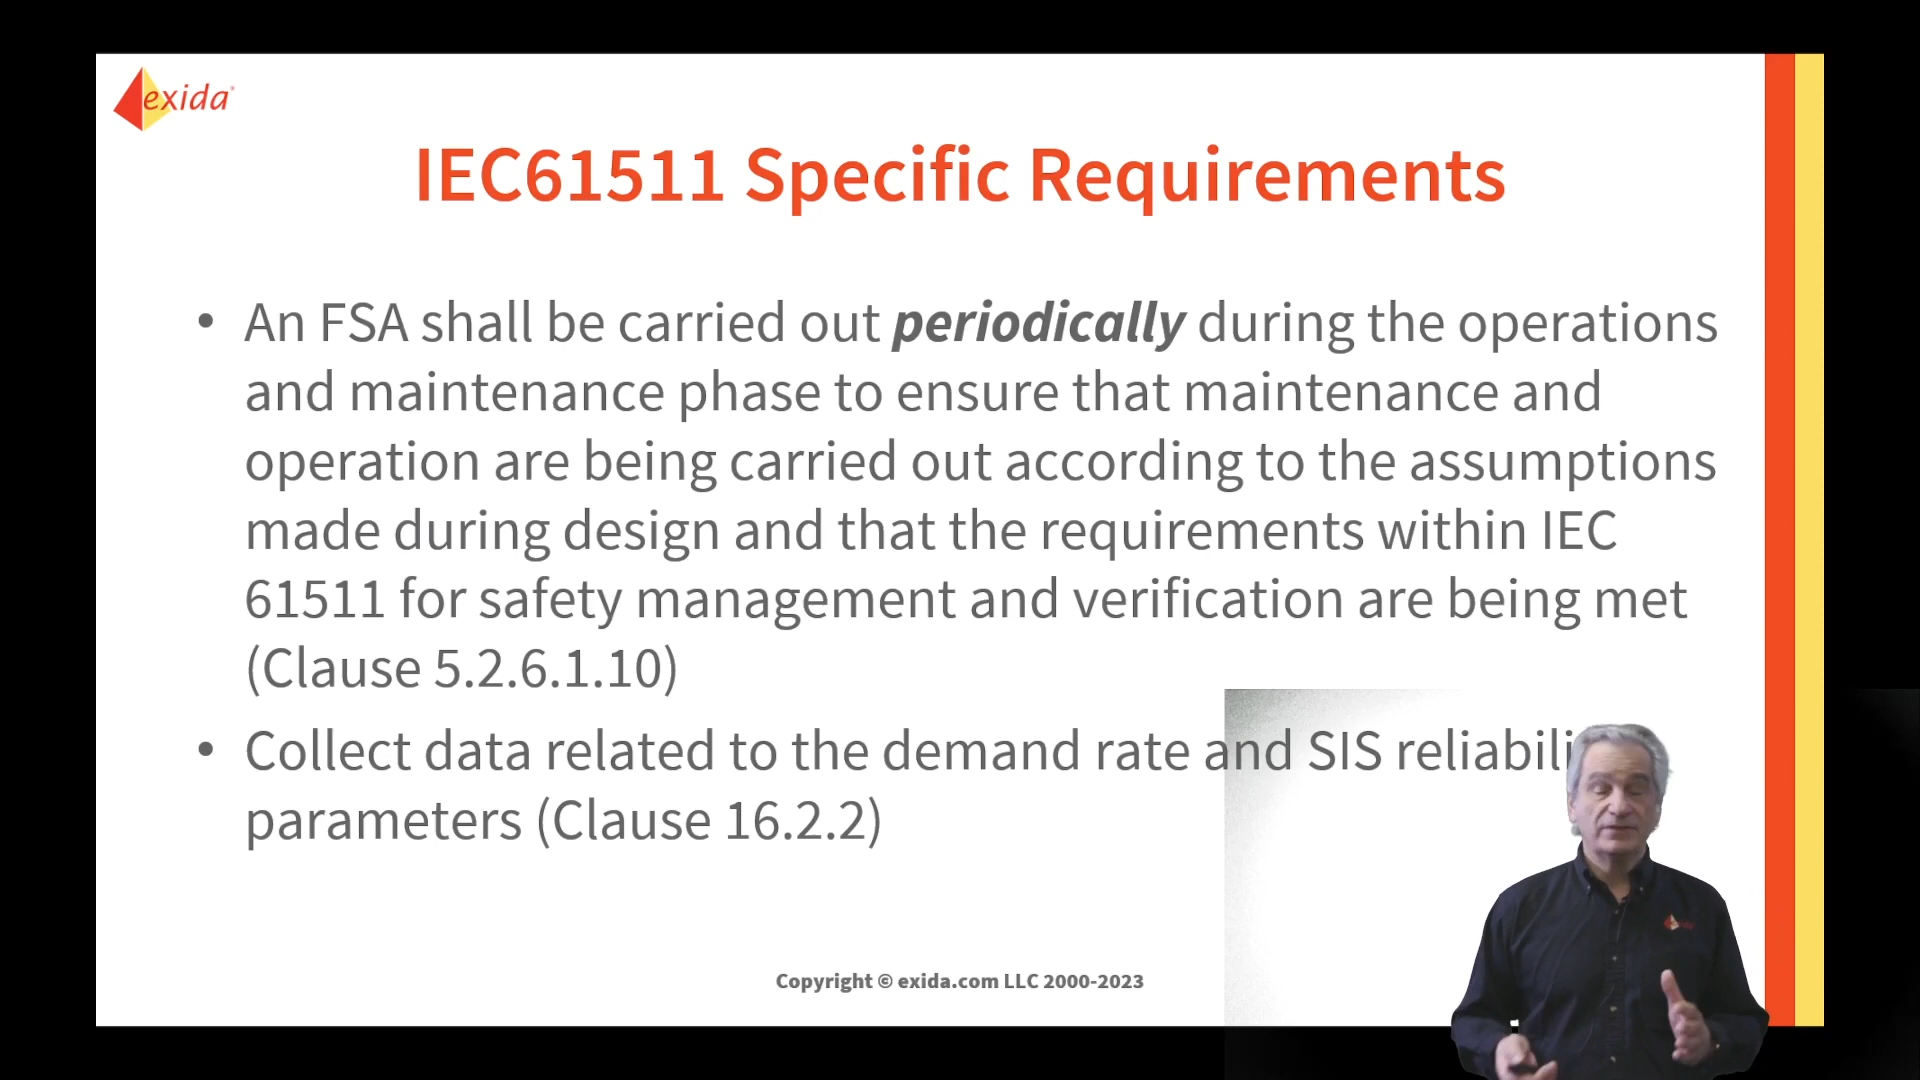 exida
IEC61511 Specific Requirements
• An FSA shall be carried out periodically during the operations
and maintenance phase to ensure that maintenance and
operation are being carried out according to the assumptions
made during design and that the requirements within IEC
61511 for safety management and verification are being met
(Clause 5.2.6.1.10)
• Collect data related to the demand rate and SIS
parameters (Clause 16.2.2)
Copyright © exida.com LLC 2000-2023